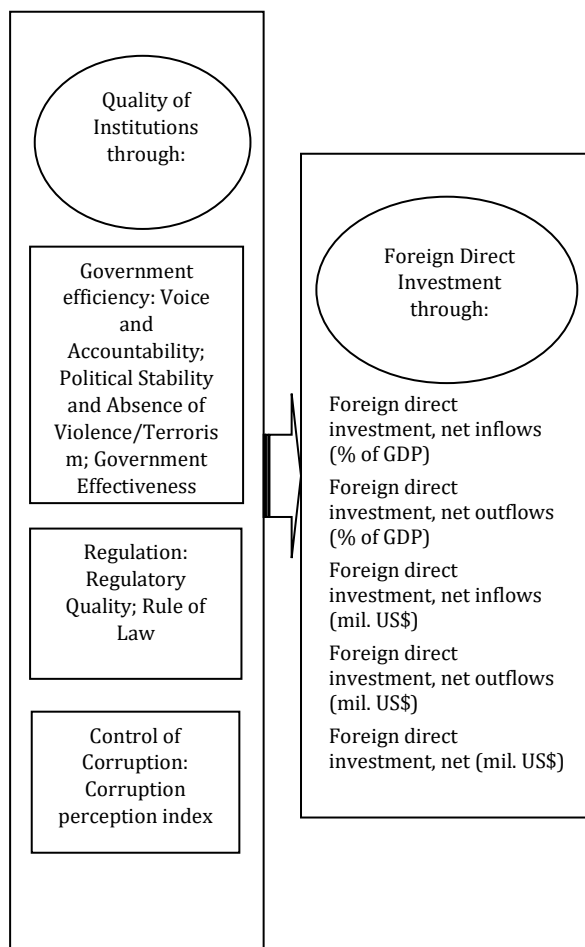 Quality of
Institutions
through:
Government
efficiency: Voice
and
Accountability;
Political Stability
and Absence of
Violence/Terroris
m; Government
Effectiveness
Regulation:
Regulatory
Quality; Rule of
Law
Control of
Corruption:
Corruption
perception index
Foreign Direct
Investment
through:
Foreign direct
investment, net inflows
(% of GDP)
Foreign direct
investment, net outflows
(% of GDP)
Foreign direct
investment, net inflows
(mil. US$)
Foreign direct
investment, net outflows
(mil. US$)
Foreign direct
investment, net (mil. US$)